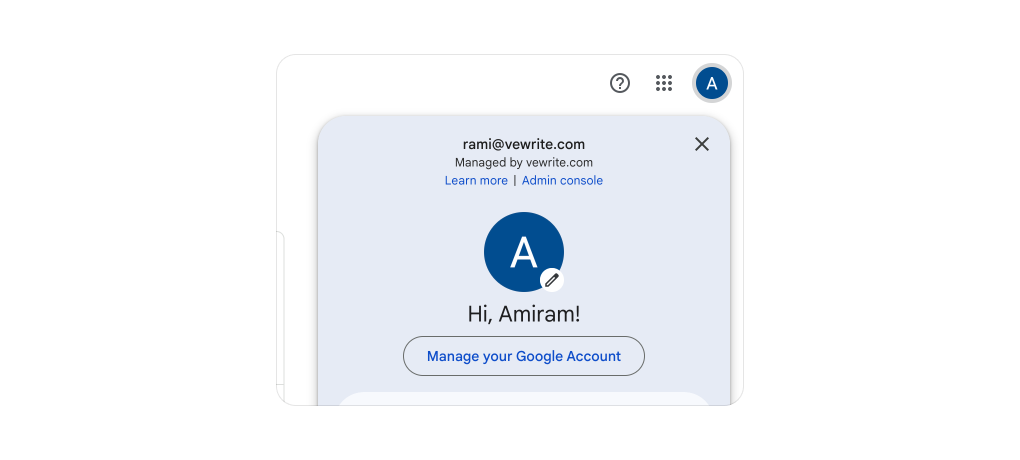 A
rami@vewrite.com
Managed by vewrite.com
Learn more | Admin console
A
Hi, Amiram!
Manage your Google Account